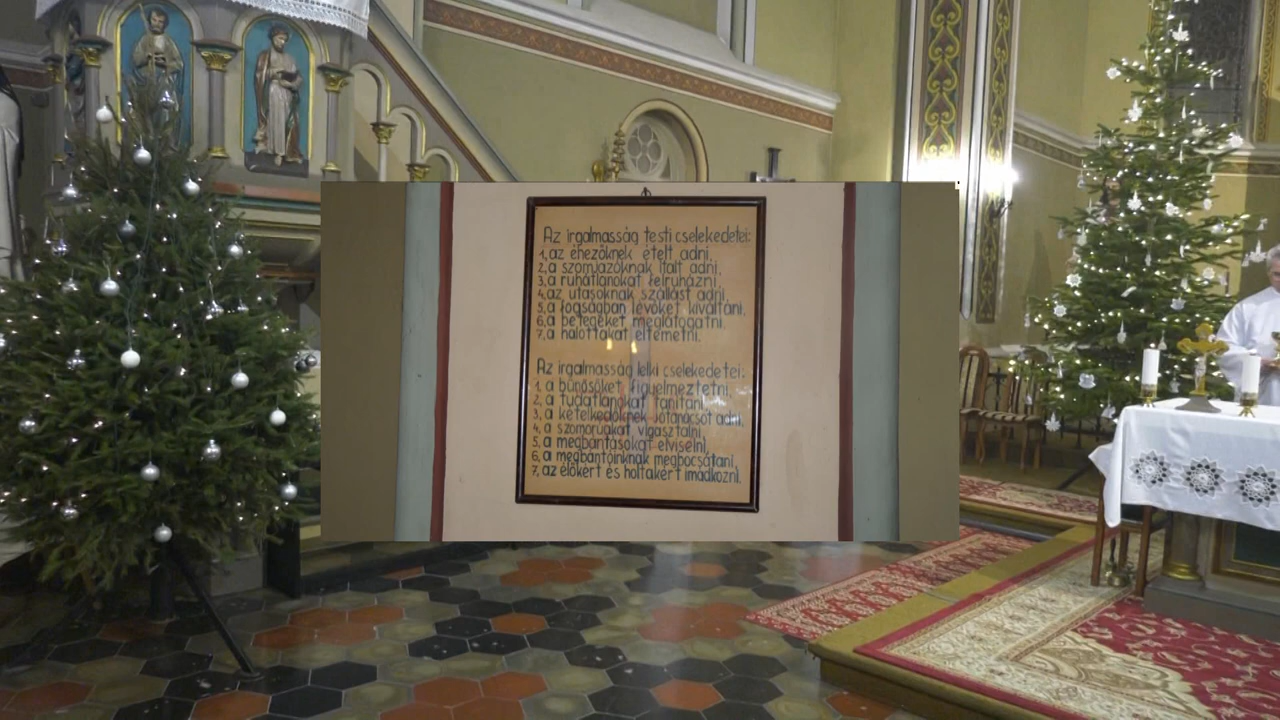 Az irgalmasság testi cselekedetei:
1, az éhezőknek ételt adni,
2, a szomjazóknak italt adni,
3, a ruhátlanokat felruházni,
4, az utasoknak szállást adni,
5, a fogságban lévőket kiváltani,
6, a betegeket meglátogatni,
7, a halottakat eltemetni.
Az irgalmasság lelki cselekedetei:
1, a bűnösöket figyelmeztetni,
2, a tudatlanokat tanítani,
3, a kételkedőknek jótanácsot adni,
4, a szomorúakat vigasztalni,
5, a megbántásokat elviselni,
6, a megbántóinknak megbocsátani,
7, az élőkért és holtakért imádkozni.